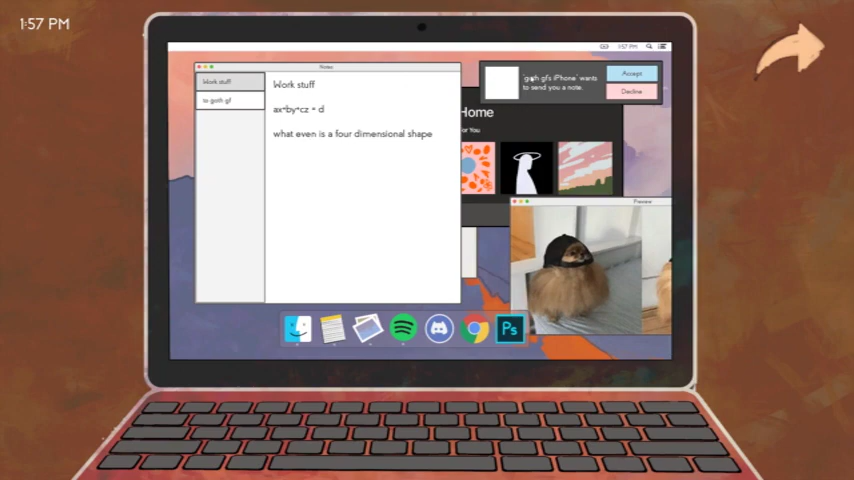 1:57 PM
1:57 PM
Notes
Work stuff
to goth gf
Work stuff
ax*by*cz = d
what even is a four dimensional shape
'goth gf's iPhone' wants
to send you a note.
Accept
Decline
Home
For You
Preview
Ps